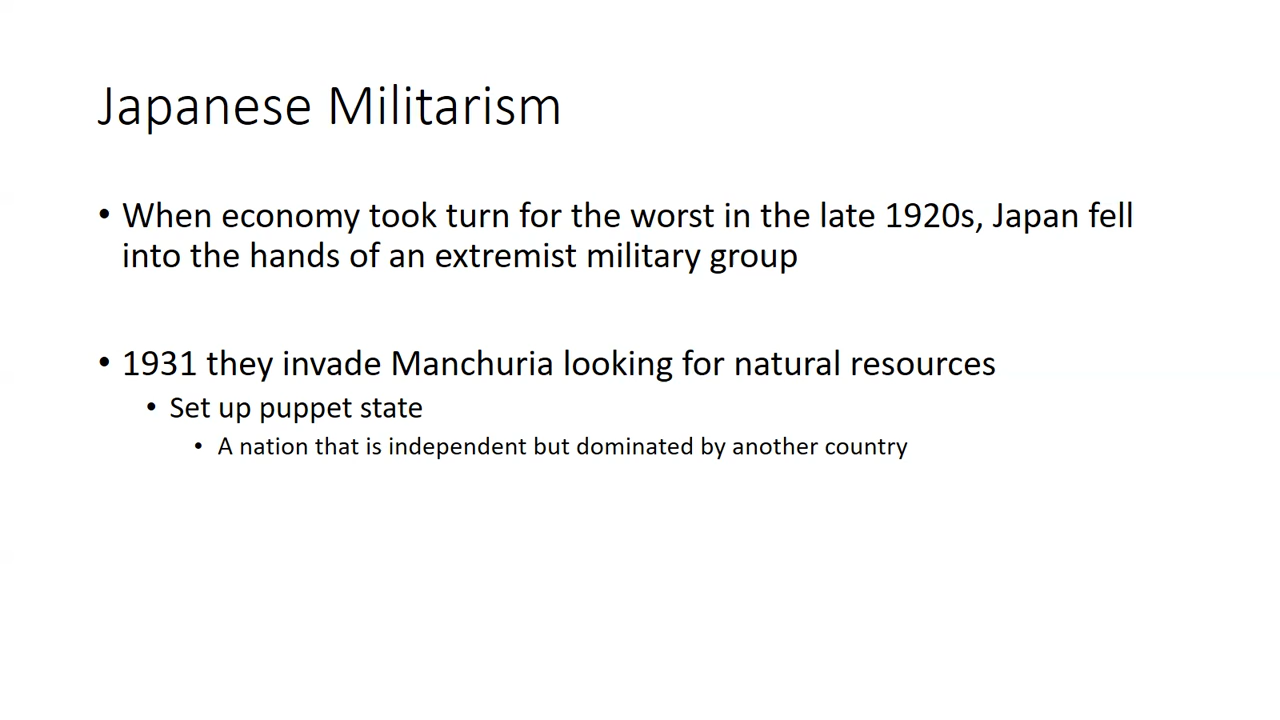 Japanese Militarism
• When economy took turn for the worst in the late 1920s, Japan fell
into the hands of an extremist military group
• 1931 they invade Manchuria looking for natural resources
• Set up puppet state
• A nation that is independent but dominated by another country